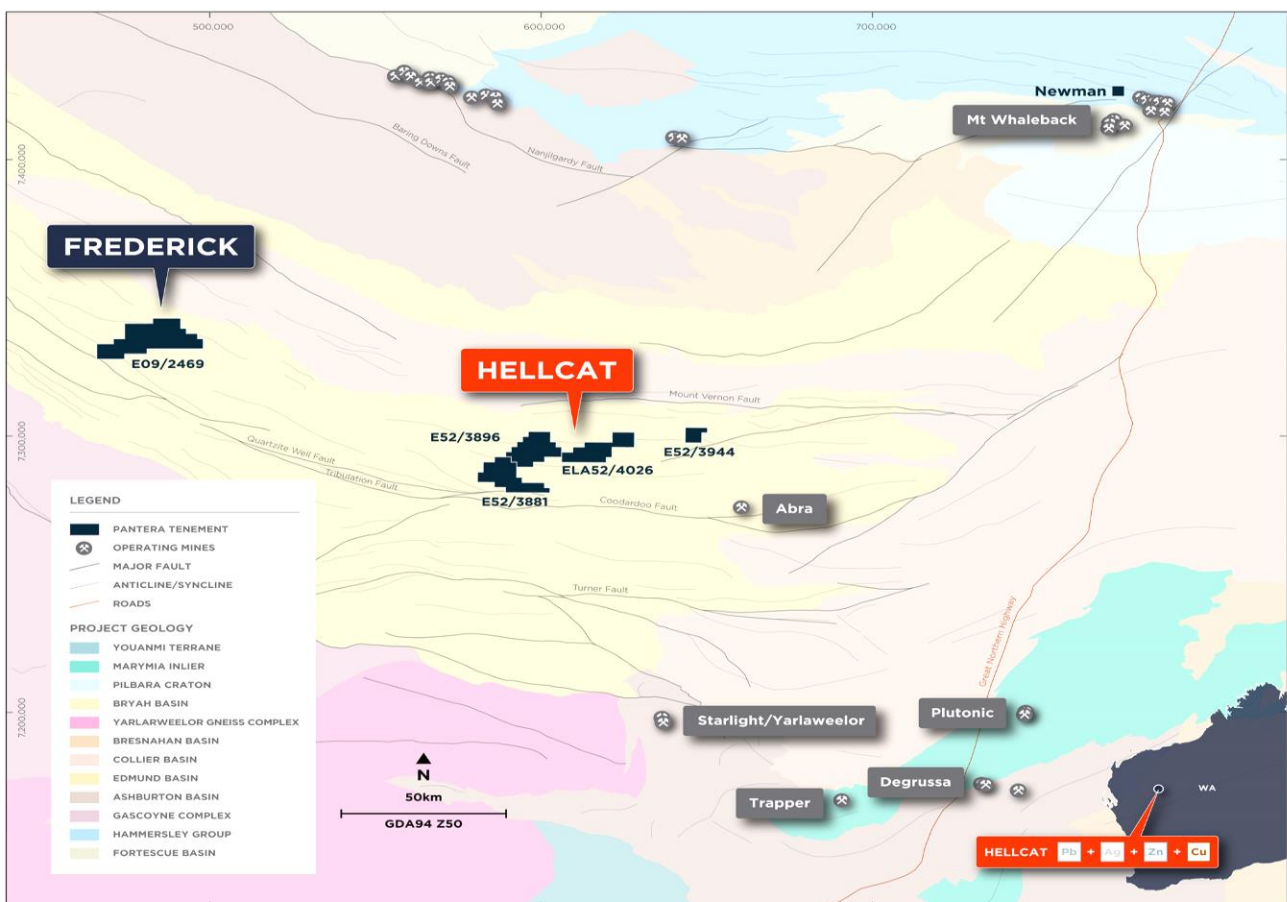 500,000
600,000
700,000
Newman
Mt Whaleback
Baring Downs Fault
Nanjilgardy Fault
7,400,000
FREDERICK
E09/2469
HELLCAT
Mount Vernon Fault
E52/3896
E52/3944
ELA52/4026
7,300,000
Quartzite Well Fault
Tribulation Fault
E52/3881
Coodardoo Fault
Abra
LEGEND
PANTERA TENEMENT
OPERATING MINES
MAJOR FAULT
ANTICLINE/SYNCLINE
ROADS
PROJECT GEOLOGY
YOUANMI TERRANE
MARYMIA INLIER
PILBARA CRATON
BRYAH BASIN
YARLARWEELOR GNEISS COMPLEX
BRESNAHAN BASIN
COLLIER BASIN
EDMUND BASIN
ASHBURTON BASIN
GASCOYNE COMPLEX
HAMMERSLEY GROUP
FORTESCUE BASIN
Turner Fault
Great Northern Highway
7,200,000
Starlight/Yarlaweelor
Plutonic
N
50km
GDA94 Z50
Degrussa
Trapper
WA
HELLCAT Pb + Ag + Zn + Cu